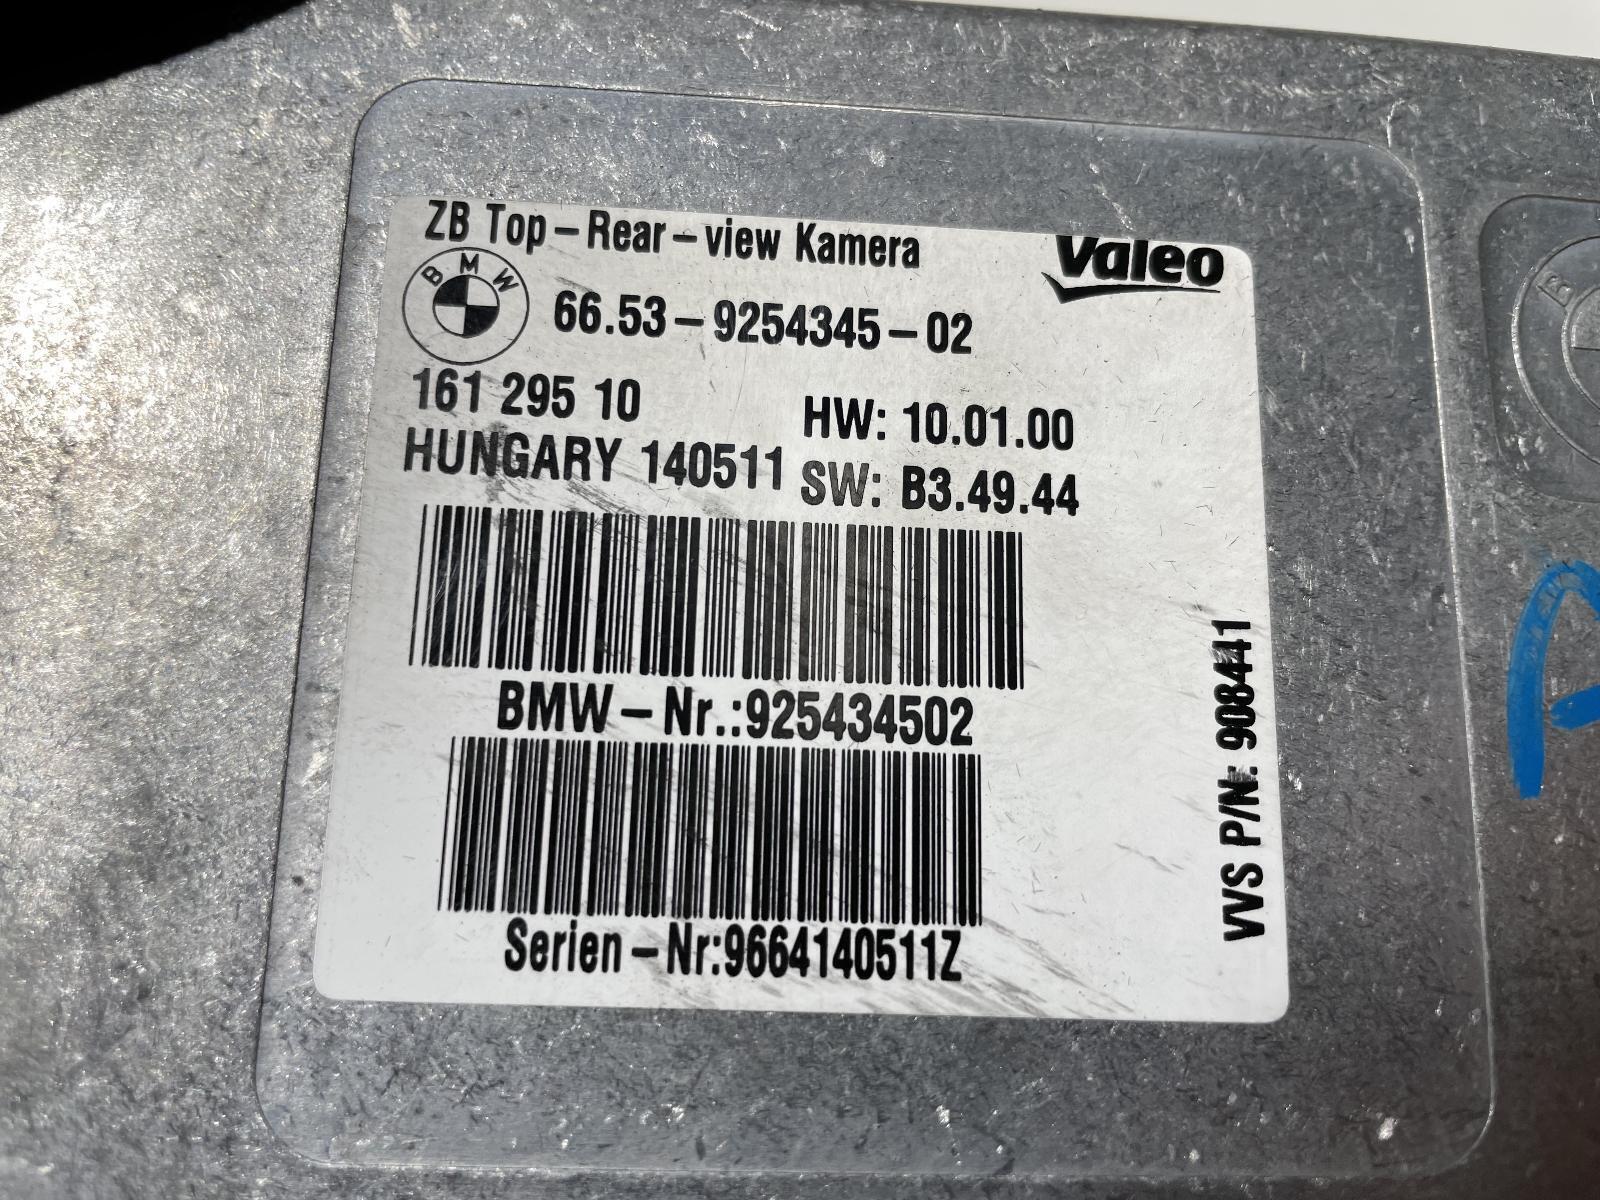 ZB Top-Rear-view Kamera
Valeo
BMW
66.53-9254345-02
161 295 10
HW: 10.01.00
HUNGARY 140511
SW: B3.49.44
BMW-Nr.:925434502
Serien-Nr:9664140511Z
VVS P/N: 908441
B